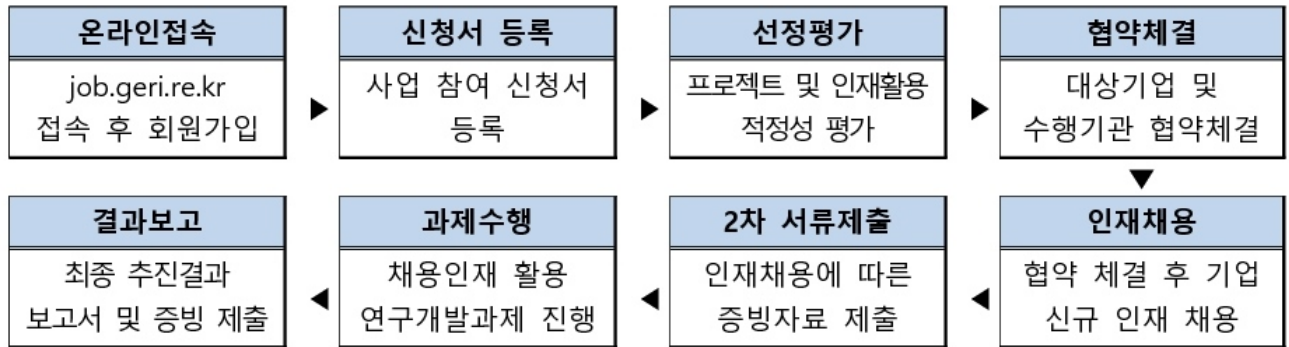 온라인접속
job.geri.re.kr
접속 후 회원가입
신청서 등록
사업 참여 신청서
등록
선정평가
프로젝트 및 인재활용
적정성 평가
협약체결
대상기업 및
수행기관 협약체결
인재채용
협약 체결 후 기업
신규 인재 채용
2차 서류제출
인재채용에 따른
증빙자료 제출
과제수행
채용인재 활용
연구개발과제 진행
결과보고
최종 추진결과
보고서 및 증빙 제출